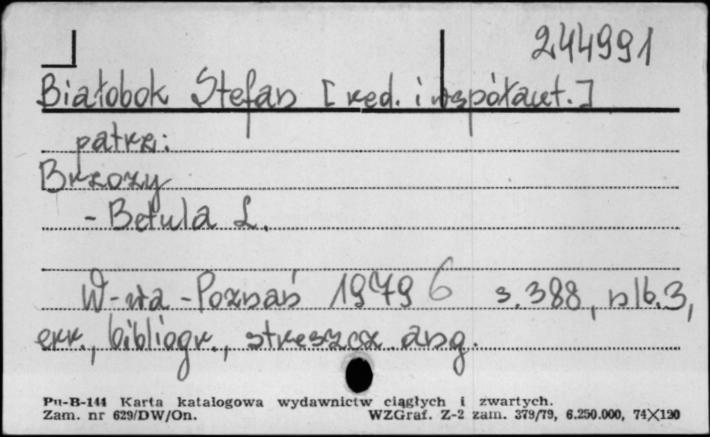 244991
Białobok Stefan [red. i współaut.]
patrz:
Brzozy
- Betula L.
W-wa - Poznań 1979 6 s. 388, nlb. 3,
err., bibliogr., streszcz. ang.
Pu-B-144 Karta katalogowa wydawnictw ciągłych i zwartych.
Zam. nr 629/DW/On. WZGraf. Z-2 zam. 379/79, 6.250.000, 74×120